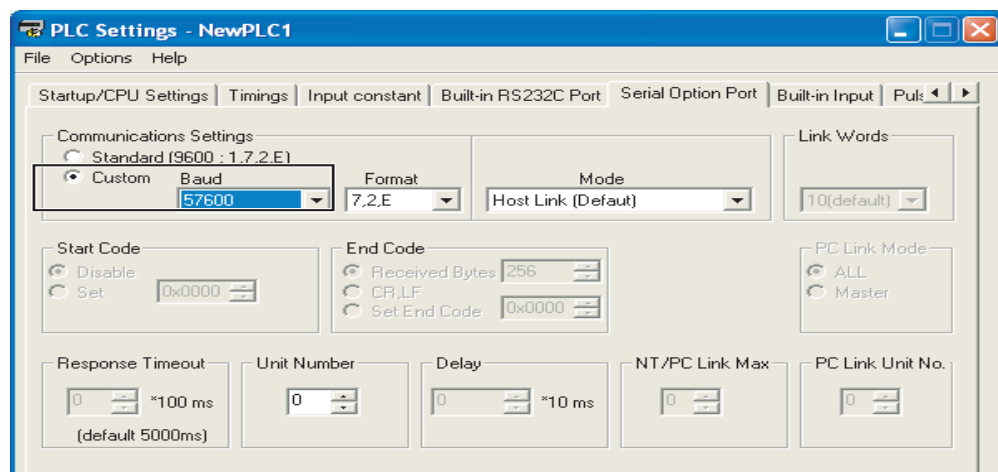 PLC Settings - NewPLC1
File Options Help
Startup/CPU Settings Timings Input constant Built-in RS232C Port Serial Option Port Built-in Input
Communications Settings
Link Words
Standard (9600 ; 1,7,2,E)
Custom Baud Format Mode
57600 7,2,E Host Link (Defaut) 10(default)
Start Code End Code PC Link Mode
Disable Received Bytes 256 ALL
Set 0x0000 CR,LF Master
Set End Code 0x0000
Response Timeout Unit Number Delay NT/PC Link Max PC Link Unit No.
0 *100 ms 0 0 *10 ms 0 0
(default 5000ms)